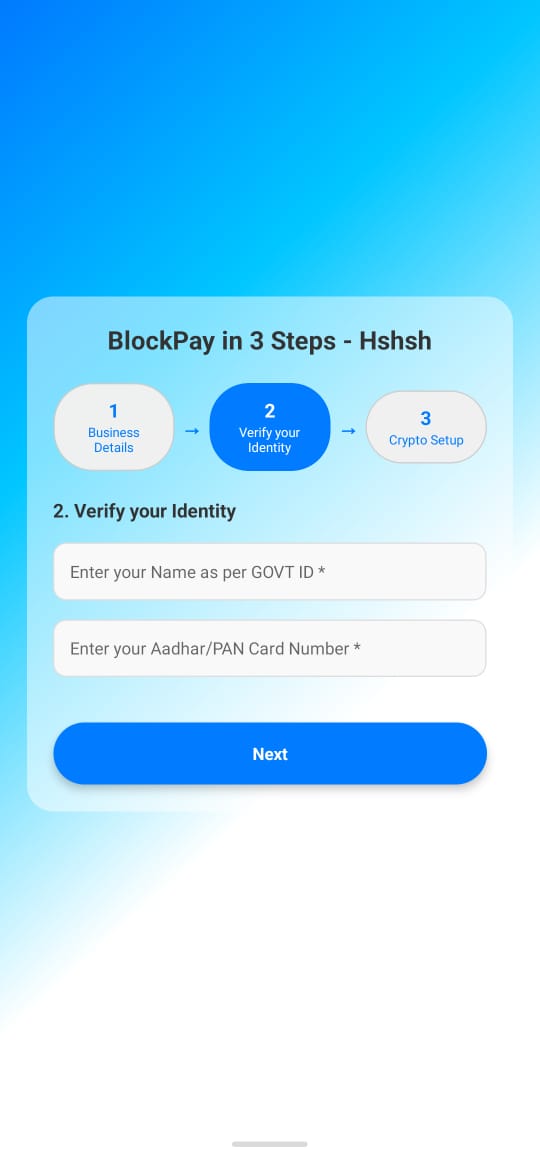 BlockPay in 3 Steps - Hshsh
1
Business
Details
→
2
Verify your
Identity
→
3
Crypto Setup
2. Verify your Identity
Enter your Name as per GOVT ID *
Enter your Aadhar/PAN Card Number *
Next